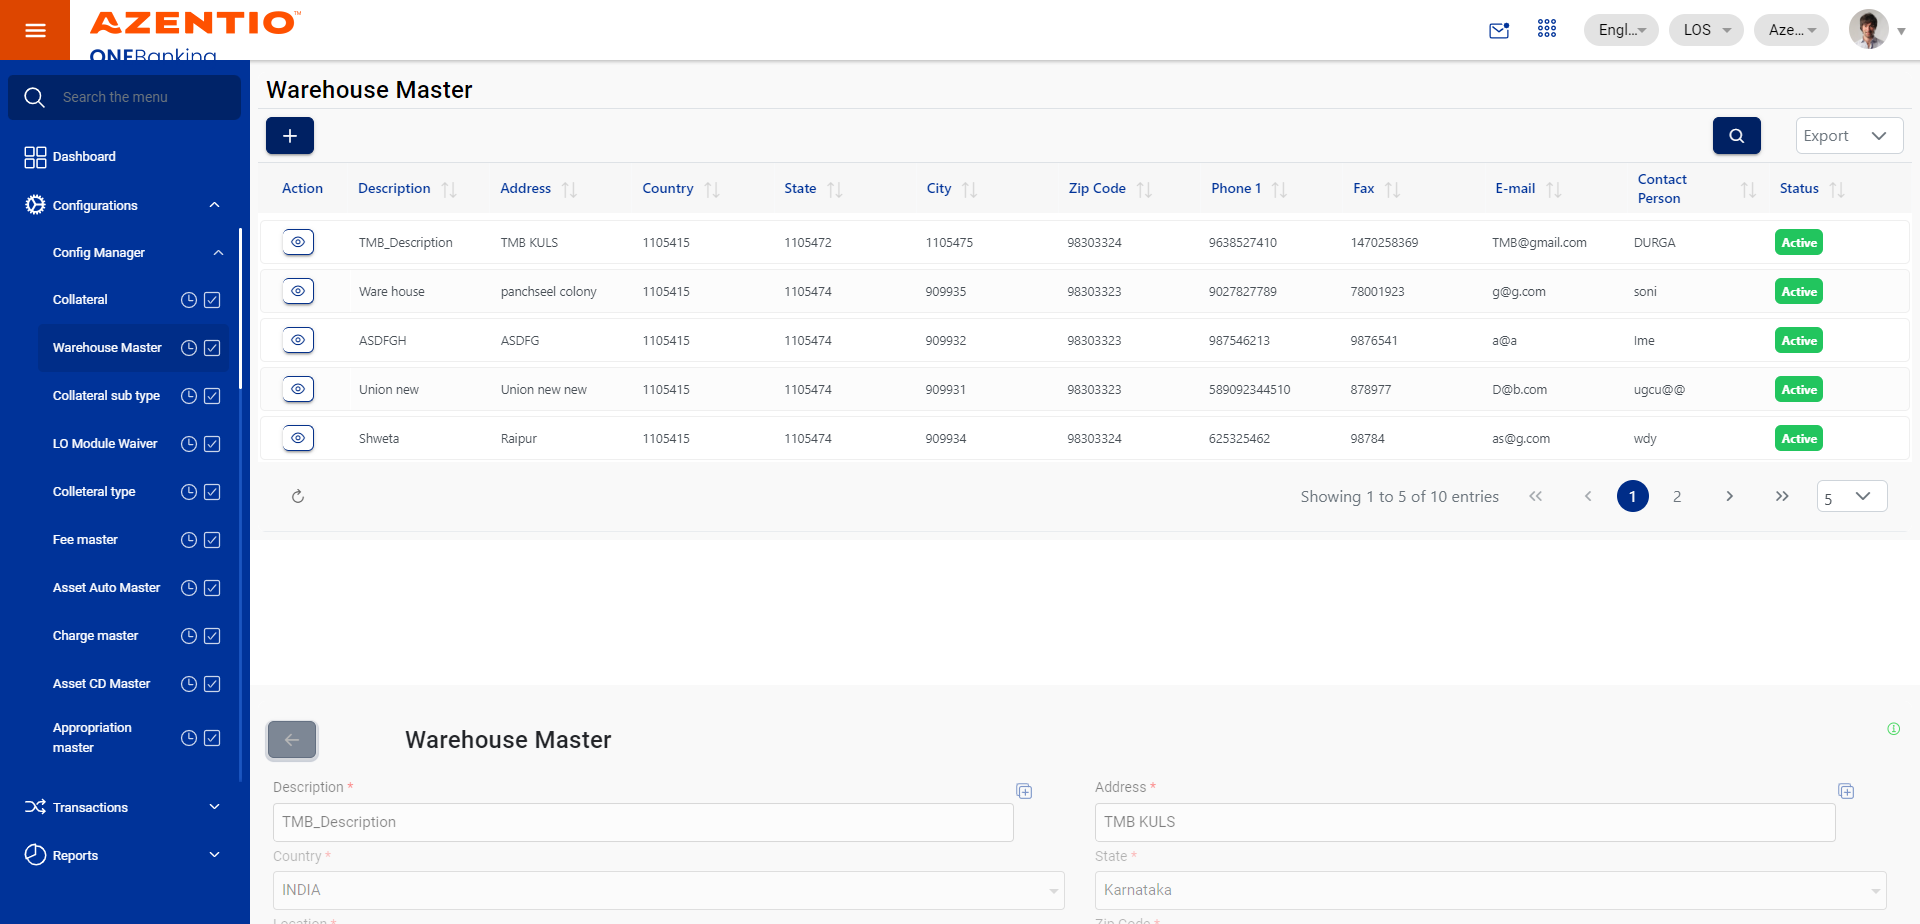 AZENTIO™
ONEBanking
Engl...
LOS
Aze...
Search the menu
Dashboard
Configurations
Config Manager
Collateral
Warehouse Master
Collateral sub type
LO Module Waiver
Colleteral type
Fee master
Asset Auto Master
Charge master
Asset CD Master
Appropriation
master
Transactions
Reports
Warehouse Master
Export
Action Description Address Country State City Zip Code Phone 1 Fax E-mail Contact Person Status
TMB_Description TMB KULS 1105415 1105472 1105475 98303324 9638527410 1470258369 TMB@gmail.com DURGA Active
Ware house panchseel colony 1105415 1105474 909935 98303323 9027827789 78001923 g@g.com soni Active
ASDFGH ASDFG 1105415 1105474 909932 98303323 987546213 9876541 a@a lme Active
Union new Union new new 1105415 1105474 909931 98303323 589092344510 878977 D@b.com ugcu@@ Active
Shweta Raipur 1105415 1105474 909934 98303324 625325462 98784 as@g.com wdy Active
Showing 1 to 5 of 10 entries 1 2 5
Warehouse Master
Description * Address *
TMB_Description TMB KULS
Country * State *
INDIA Karnataka
Location * Zip Code *